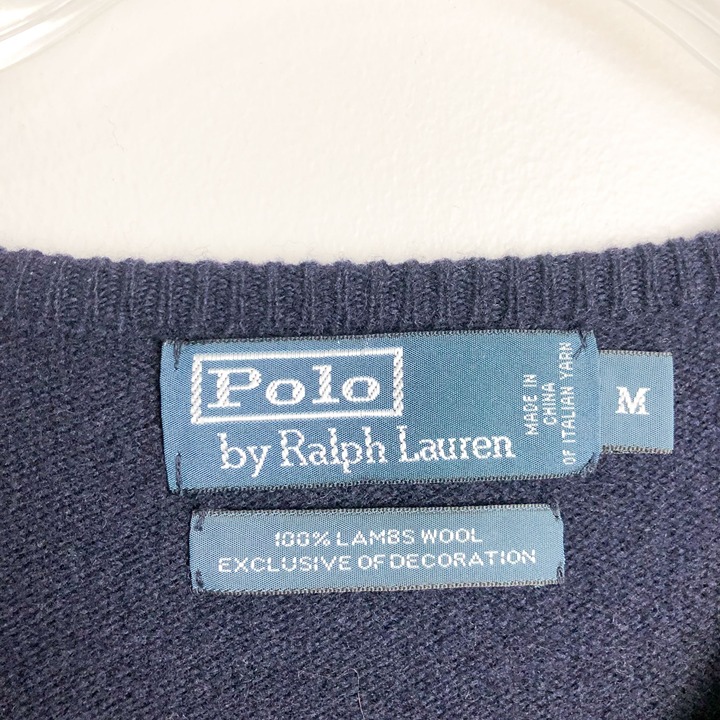 Polo
by Ralph Lauren
MADE IN
CHINA
OF ITALIAN YARN
M
100% LAMBS WOOL
EXCLUSIVE OF DECORATION